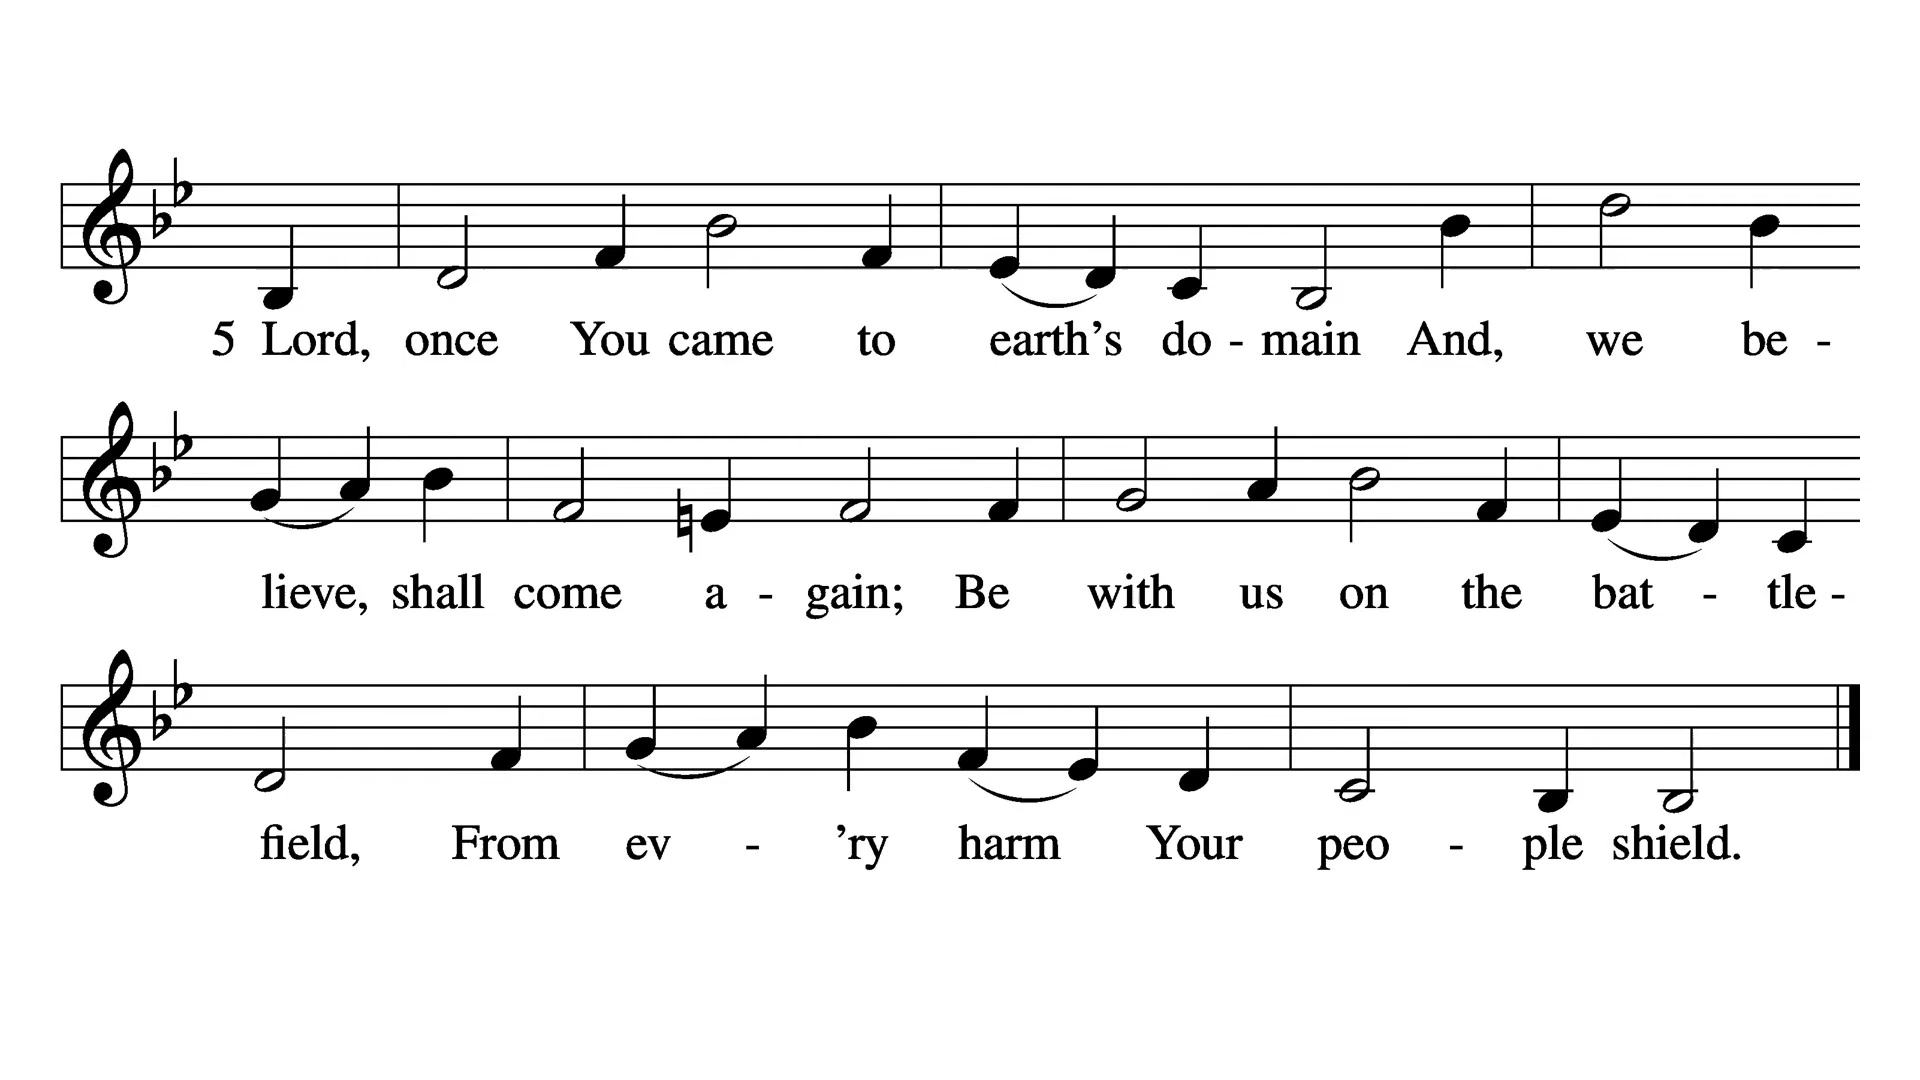 5 Lord, once You came to earth's do - main And, we be -
lieve, shall come a - gain; Be with us on the bat - tle -
field, From ev - 'ry harm Your peo - ple shield.